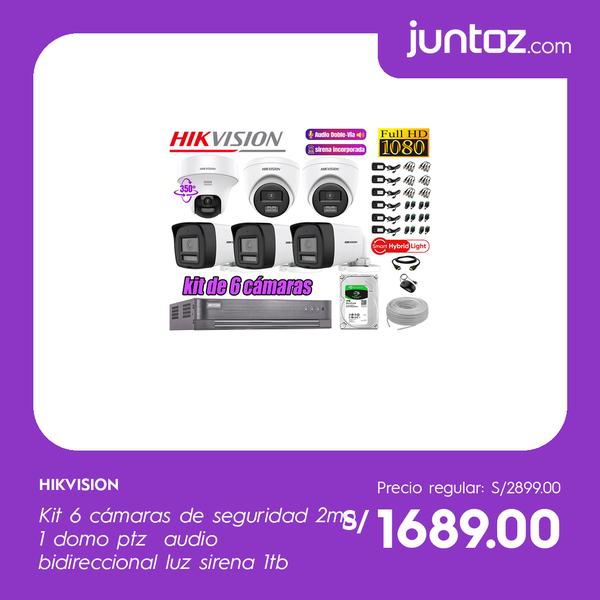 juntoz.com
HIKVISION
Audio Doble-Vía
sirena incorporada
Full HD
1080
350°
Smart Hybrid Light
kit de 6 cámaras
HIKVISION
Precio regular: S/2899.00
Kit 6 cámaras de seguridad 2mp
S/1689.00
1 domo ptz audio
bidireccional luz sirena 1tb